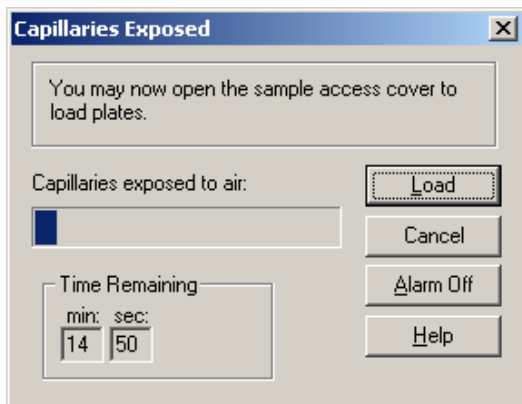 Capillaries Exposed
You may now open the sample access cover to
load plates.
Capillaries exposed to air:
Load
Cancel
Alarm Off
Help
Time Remaining
min: sec:
14 50